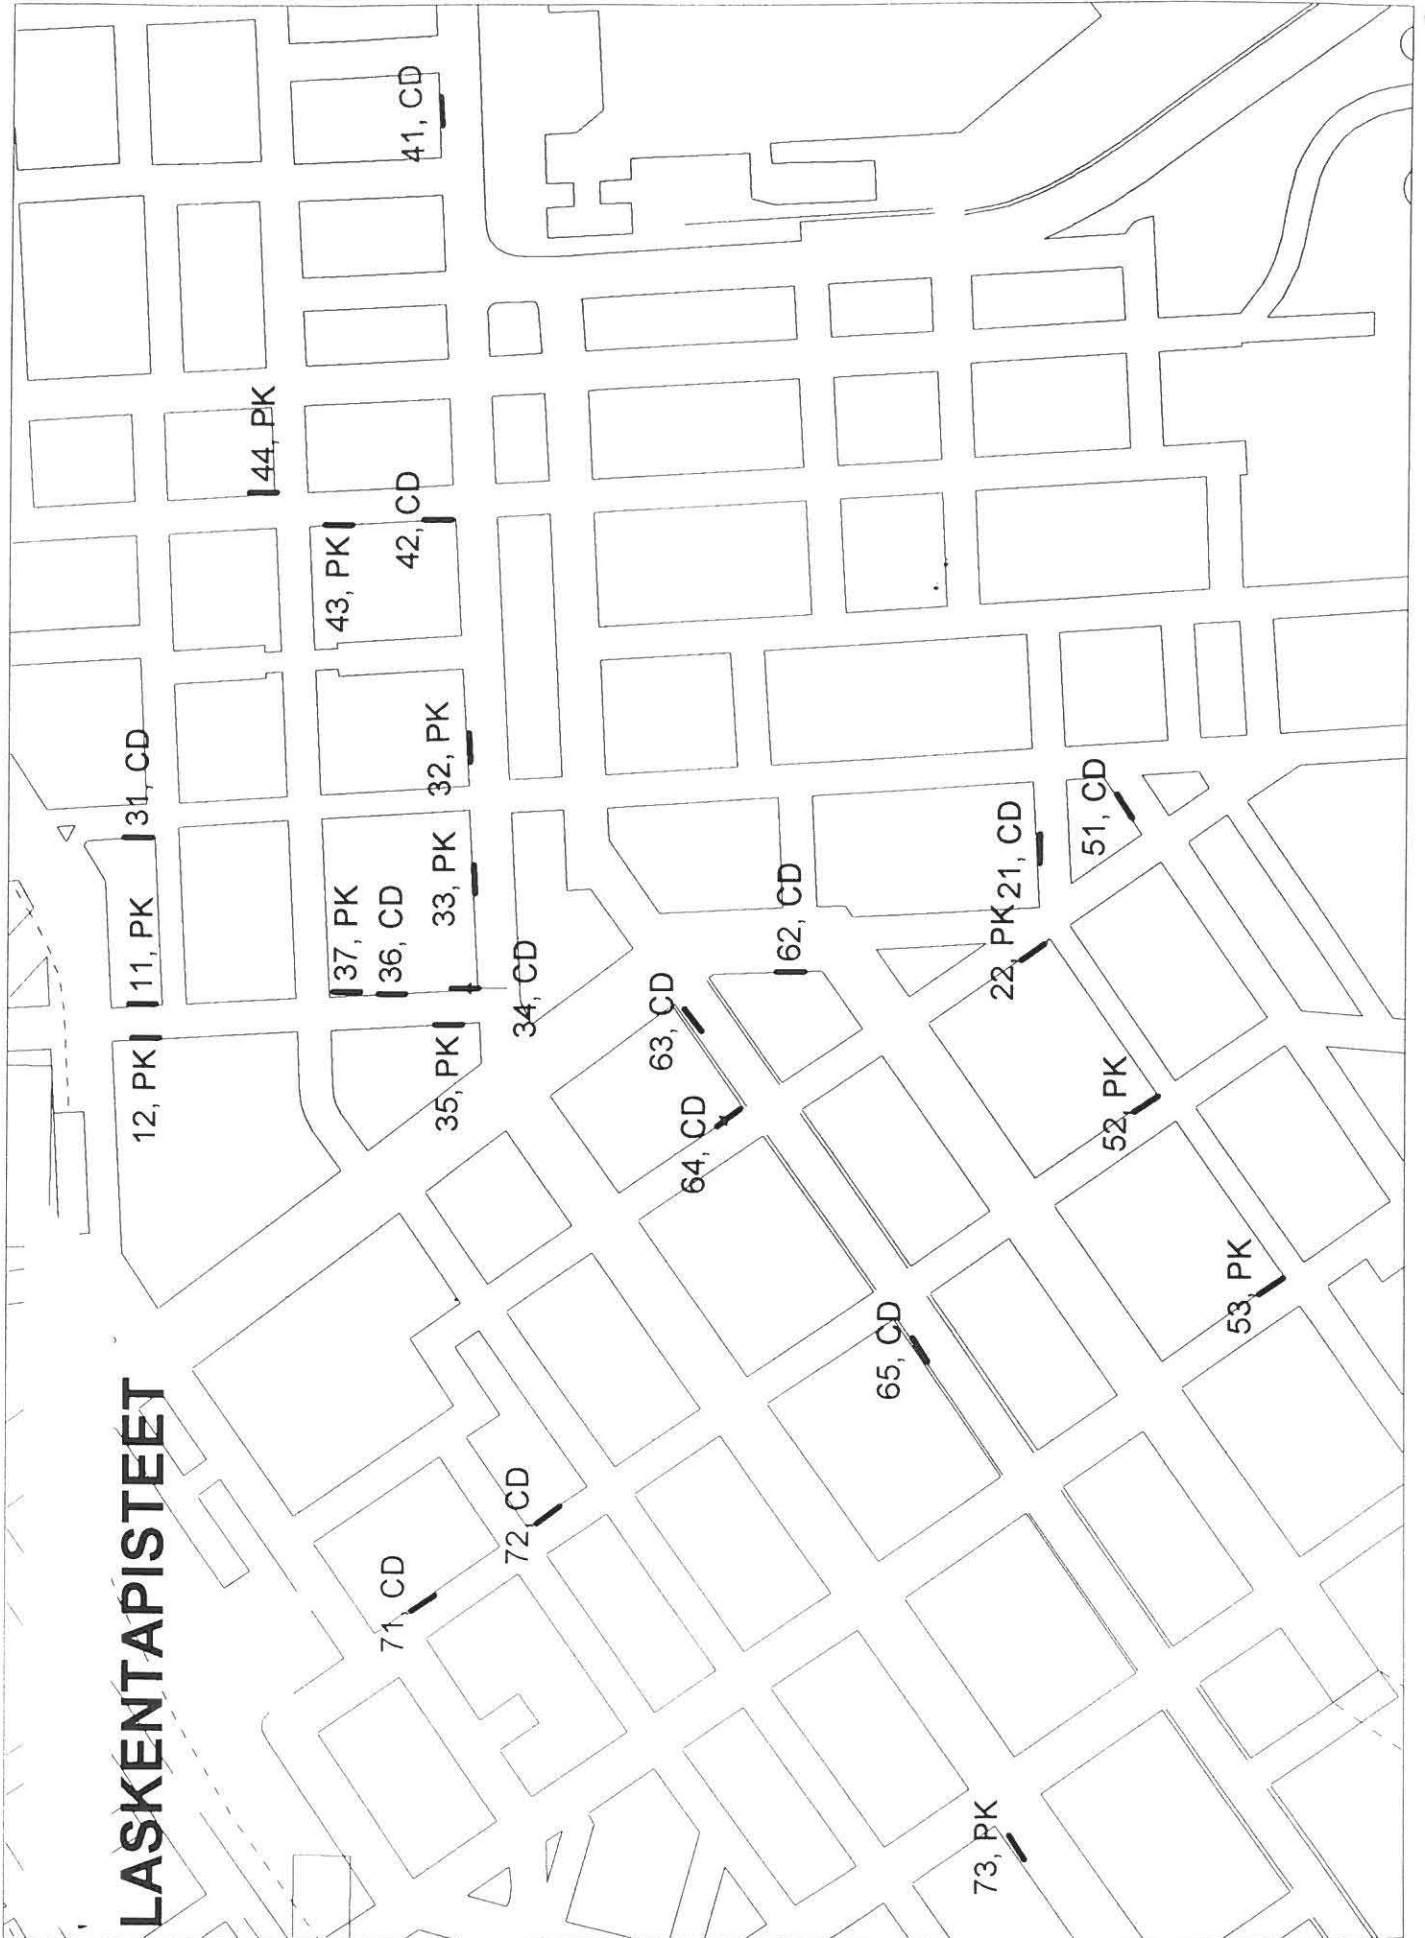 LASKENTAPISTEET
12, PK
11, PK
31, CD
44, PK
37, PK
43, PK
36, CD
35, PK
33, PK
32, PK
42, CD
41, CD
34, CD
71, CD
72, CD
64, CD
63, CD
62, CD
65, CD
73, PK
22, PK
21, CD
52, PK
51, CD
53, PK